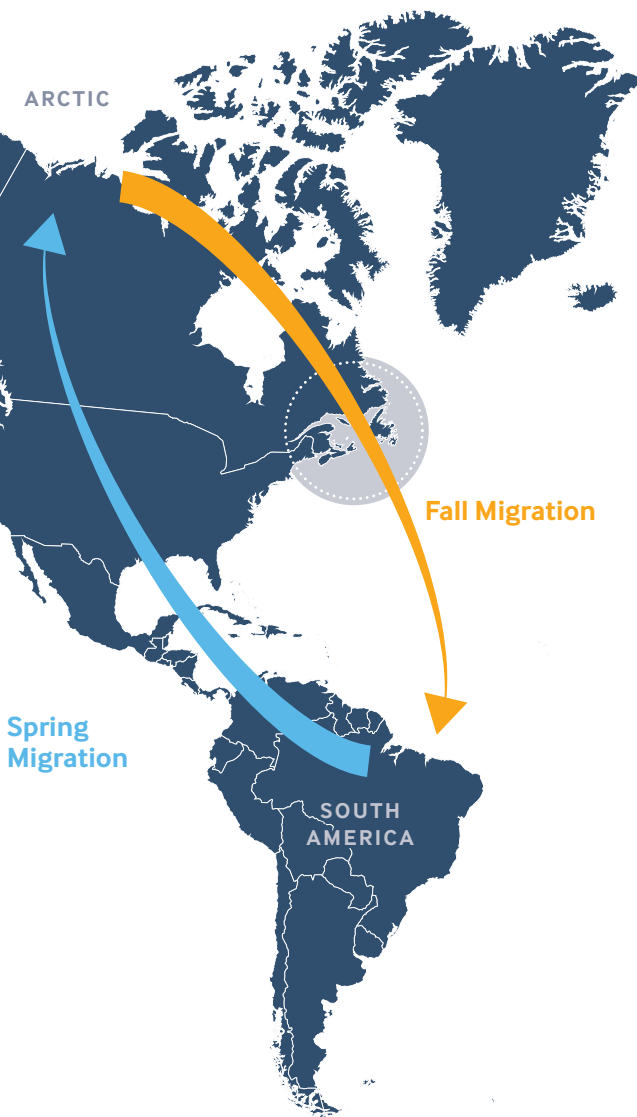 ARCTIC
Fall Migration
Spring
Migration
SOUTH
AMERICA